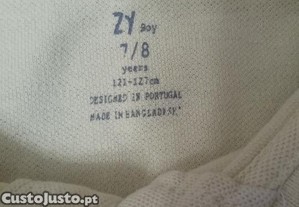 ZY Boy
7/8
years
121-127cm
DESIGNED IN PORTUGAL
MADE IN BANGLADESH
CustoJusto.pt